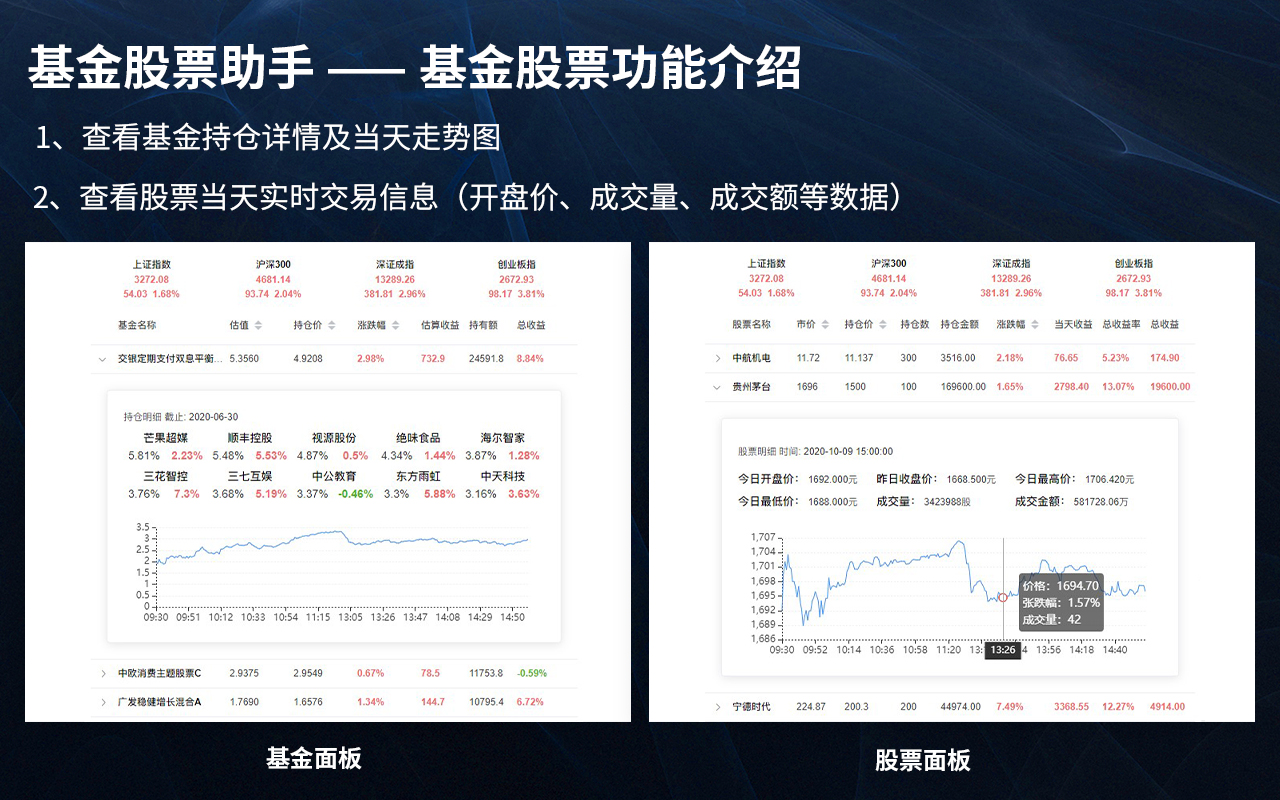 基金股票助手 —— 基金股票功能介绍
1、查看基金持仓详情及当天走势图
2、查看股票当天实时交易信息（开盘价、成交量、成交额等数据）
上证指数 沪深300 深证成指 创业板指
3272.08 4681.14 13289.26 2672.93
54.03 1.68% 93.74 2.04% 381.81 2.96% 98.17 3.81%
基金名称 估值 持仓价 涨跌幅 估算收益 持有额 总收益
交银定期支付双息平衡... 5.3560 4.9208 2.98% 732.9 24591.8 8.84%
持仓明细 截止: 2020-06-30
芒果超媒 顺丰控股 视源股份 绝味食品 海尔智家
5.81% 2.23% 5.48% 5.53% 4.87% 0.5% 4.34% 1.44% 3.87% 1.28%
三花智控 三七互娱 中公教育 东方雨虹 中天科技
3.76% 7.3% 3.68% 5.19% 3.37% -0.46% 3.3% 5.88% 3.16% 3.63%
3.5
3
2.5
2
1.5
1
0.5
0
09:30 09:51 10:12 10:33 10:54 11:15 13:05 13:26 13:47 14:08 14:29 14:50
中欧消费主题股票C 2.9375 2.9549 0.67% 78.5 11753.8 -0.59%
广发稳健增长混合A 1.7690 1.6576 1.34% 144.7 10795.4 6.72%
基金面板
上证指数 沪深300 深证成指 创业板指
3272.08 4681.14 13289.26 2672.93
54.03 1.68% 93.74 2.04% 381.81 2.96% 98.17 3.81%
股票名称 市价 持仓价 持仓数 持仓金额 涨跌幅 当天收益 总收益率 总收益
中航机电 11.72 11.137 300 3516.00 2.18% 76.65 5.23% 174.90
贵州茅台 1696 1500 100 169600.00 1.65% 2798.40 13.07% 19600.00
股票明细 时间: 2020-10-09 15:00:00
今日开盘价： 1692.000元 昨日收盘价： 1668.500元 今日最高价： 1706.420元
今日最低价： 1688.000元 成交量： 3423988股 成交金额： 581728.06万
1,707
1,704
1,701
1,698
1,695
1,692
1,689
1,686
价格：1694.70
涨跌幅：1.57%
成交量：42
09:30 09:52 10:14 10:36 10:58 11:20 13:1 13:26 4 13:56 14:18 14:40
宁德时代 224.87 200.3 200 44974.00 7.49% 3368.55 12.27% 4914.00
股票面板